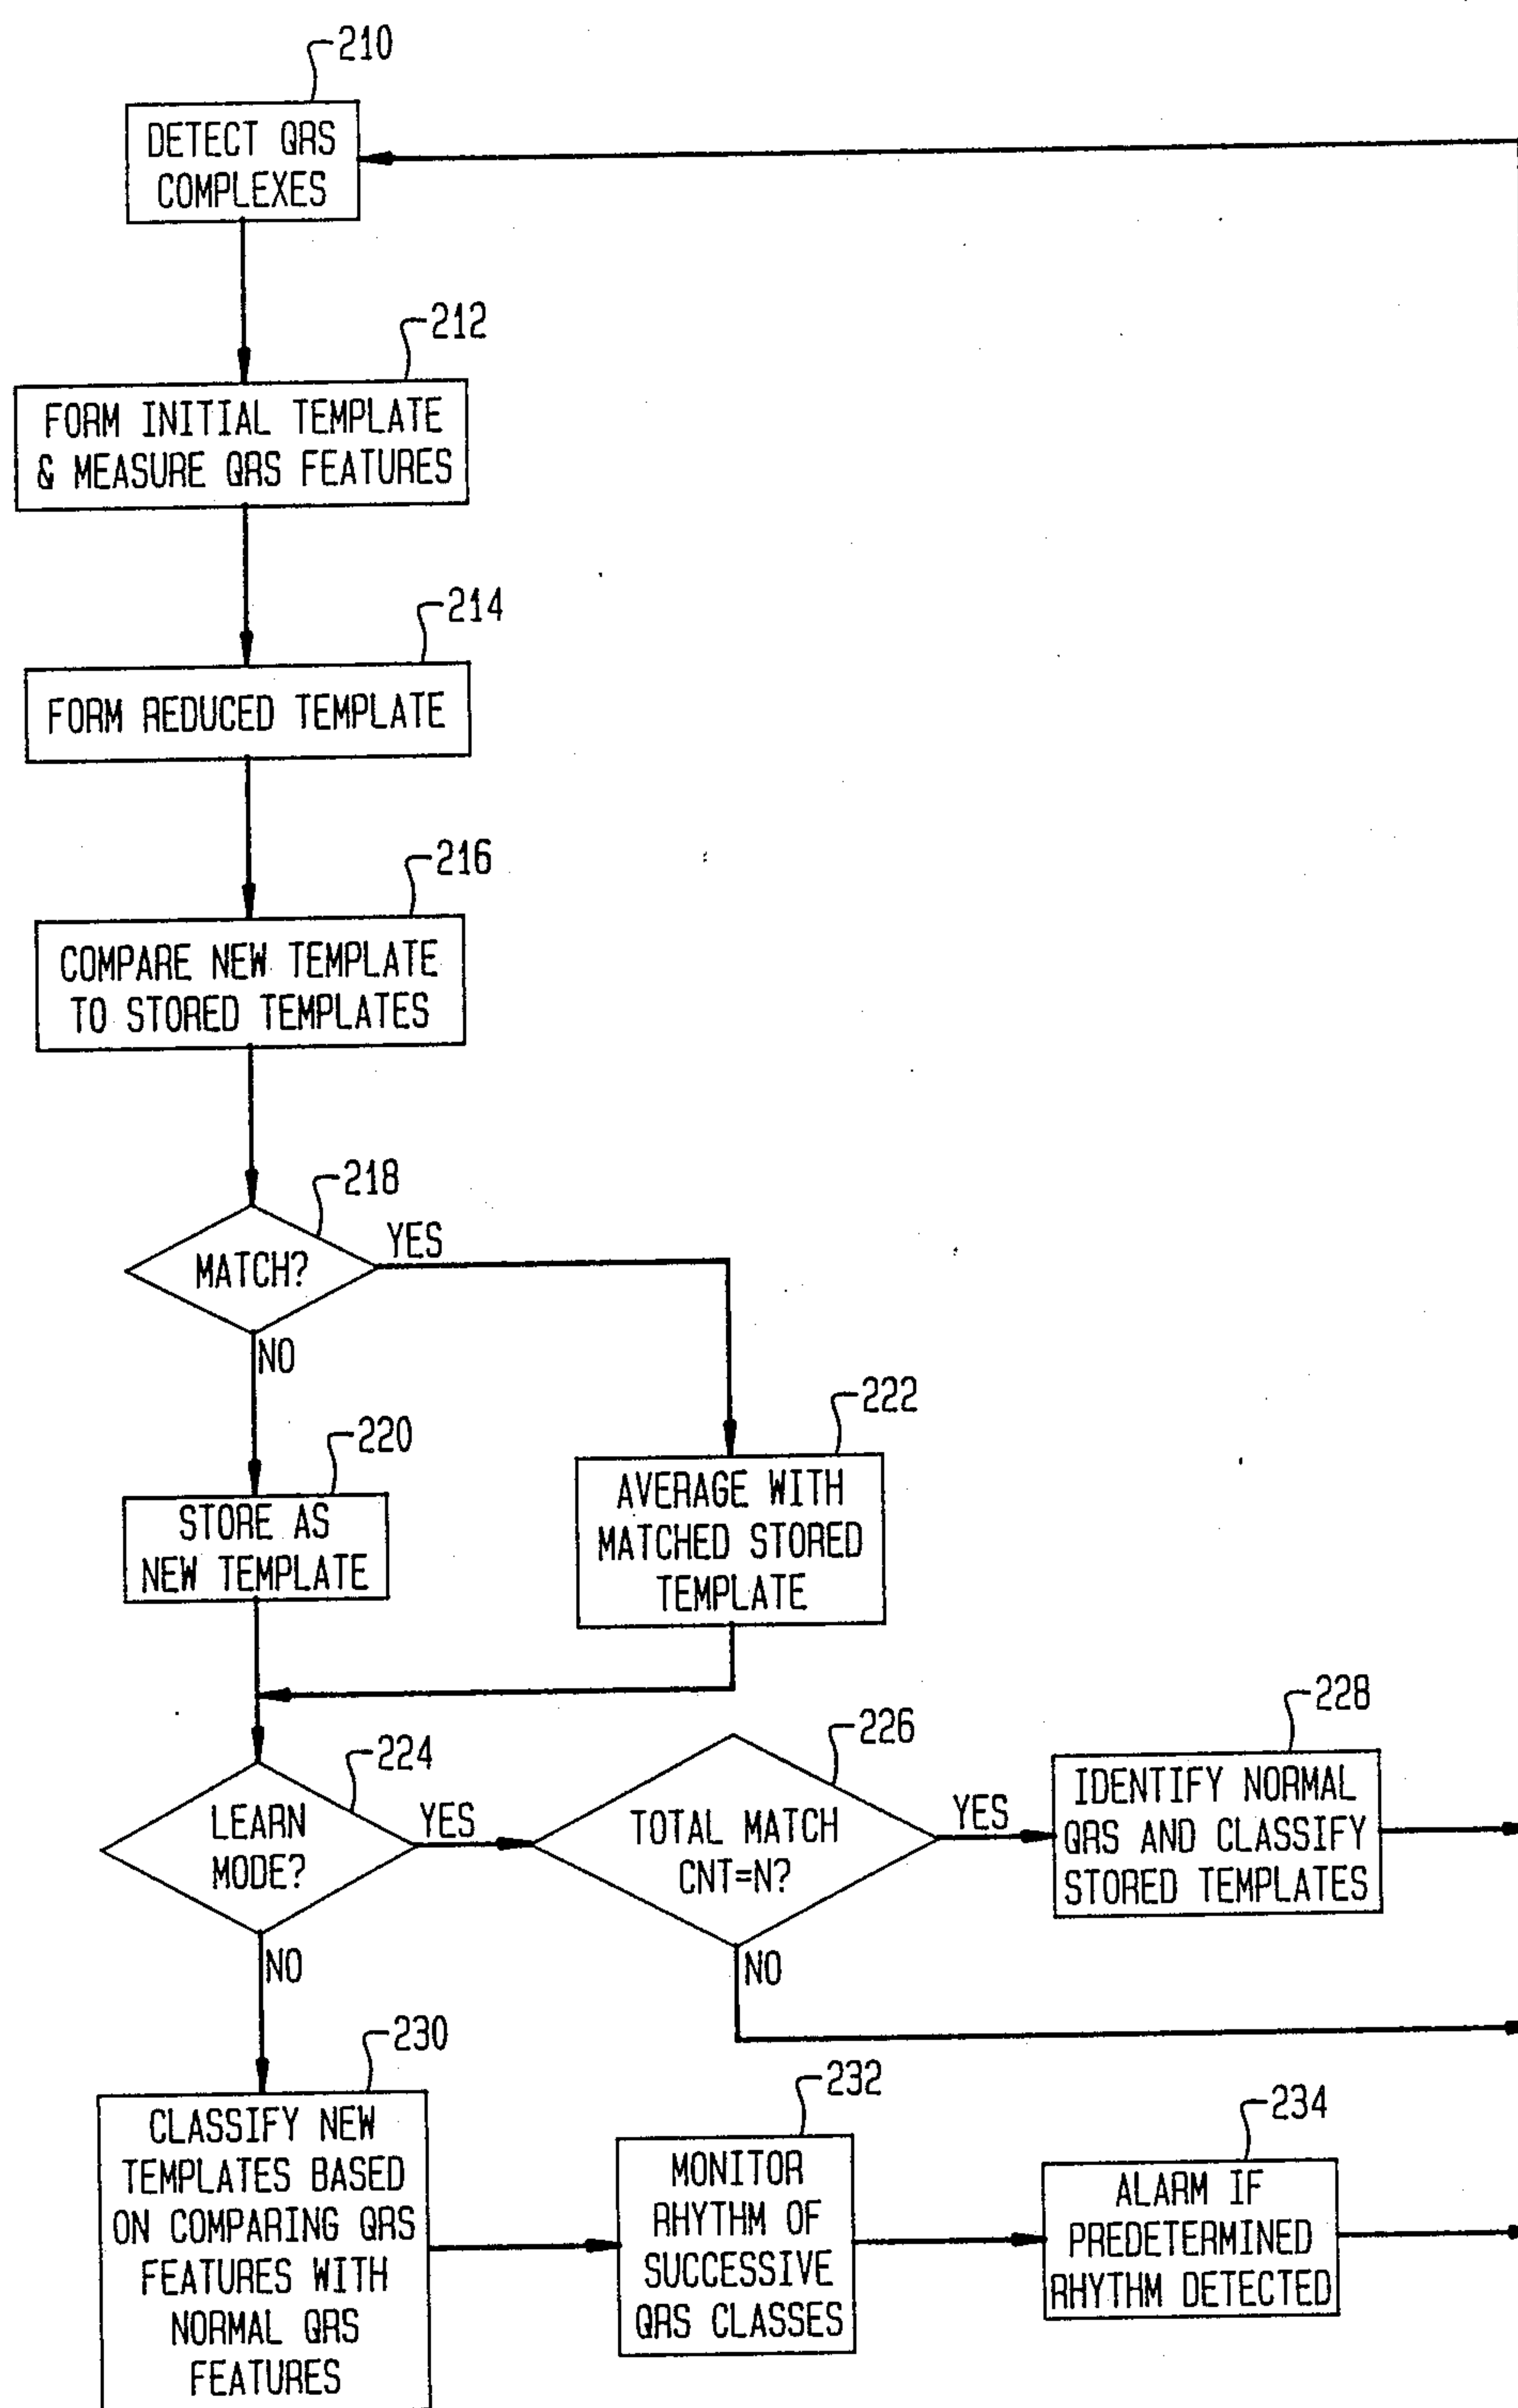 210
DETECT QRS
COMPLEXES
212
FORM INITIAL TEMPLATE
& MEASURE QRS FEATURES
214
FORM REDUCED TEMPLATE
216
COMPARE NEW TEMPLATE
TO STORED TEMPLATES
218
MATCH?
YES
NO
220
STORE AS
NEW TEMPLATE
222
AVERAGE WITH
MATCHED STORED
TEMPLATE
224
LEARN
MODE?
YES
NO
226
TOTAL MATCH
CNT=N?
YES
NO
228
IDENTIFY NORMAL
QRS AND CLASSIFY
STORED TEMPLATES
230
CLASSIFY NEW
TEMPLATES BASED
ON COMPARING QRS
FEATURES WITH
NORMAL QRS
FEATURES
232
MONITOR
RHYTHM OF
SUCCESSIVE
QRS CLASSES
234
ALARM IF
PREDETERMINED
RHYTHM DETECTED